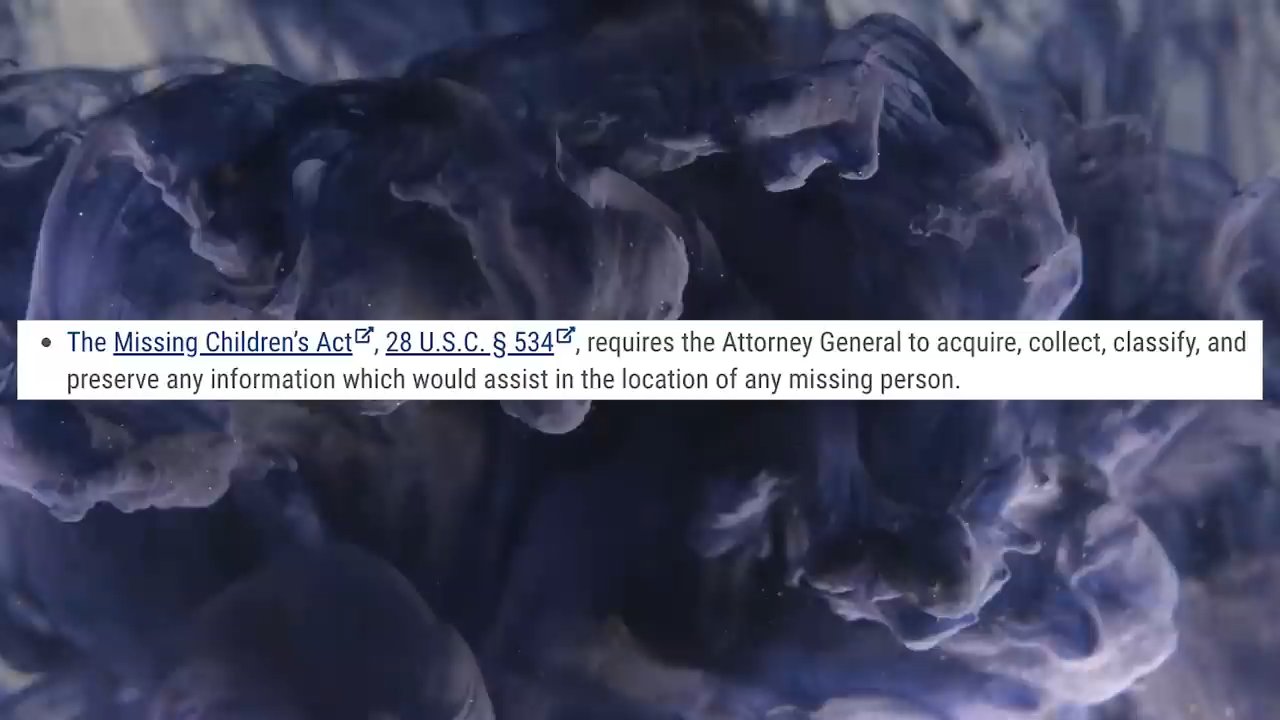 • The Missing Children’s Act, 28 U.S.C. § 534, requires the Attorney General to acquire, collect, classify, and
preserve any information which would assist in the location of any missing person.